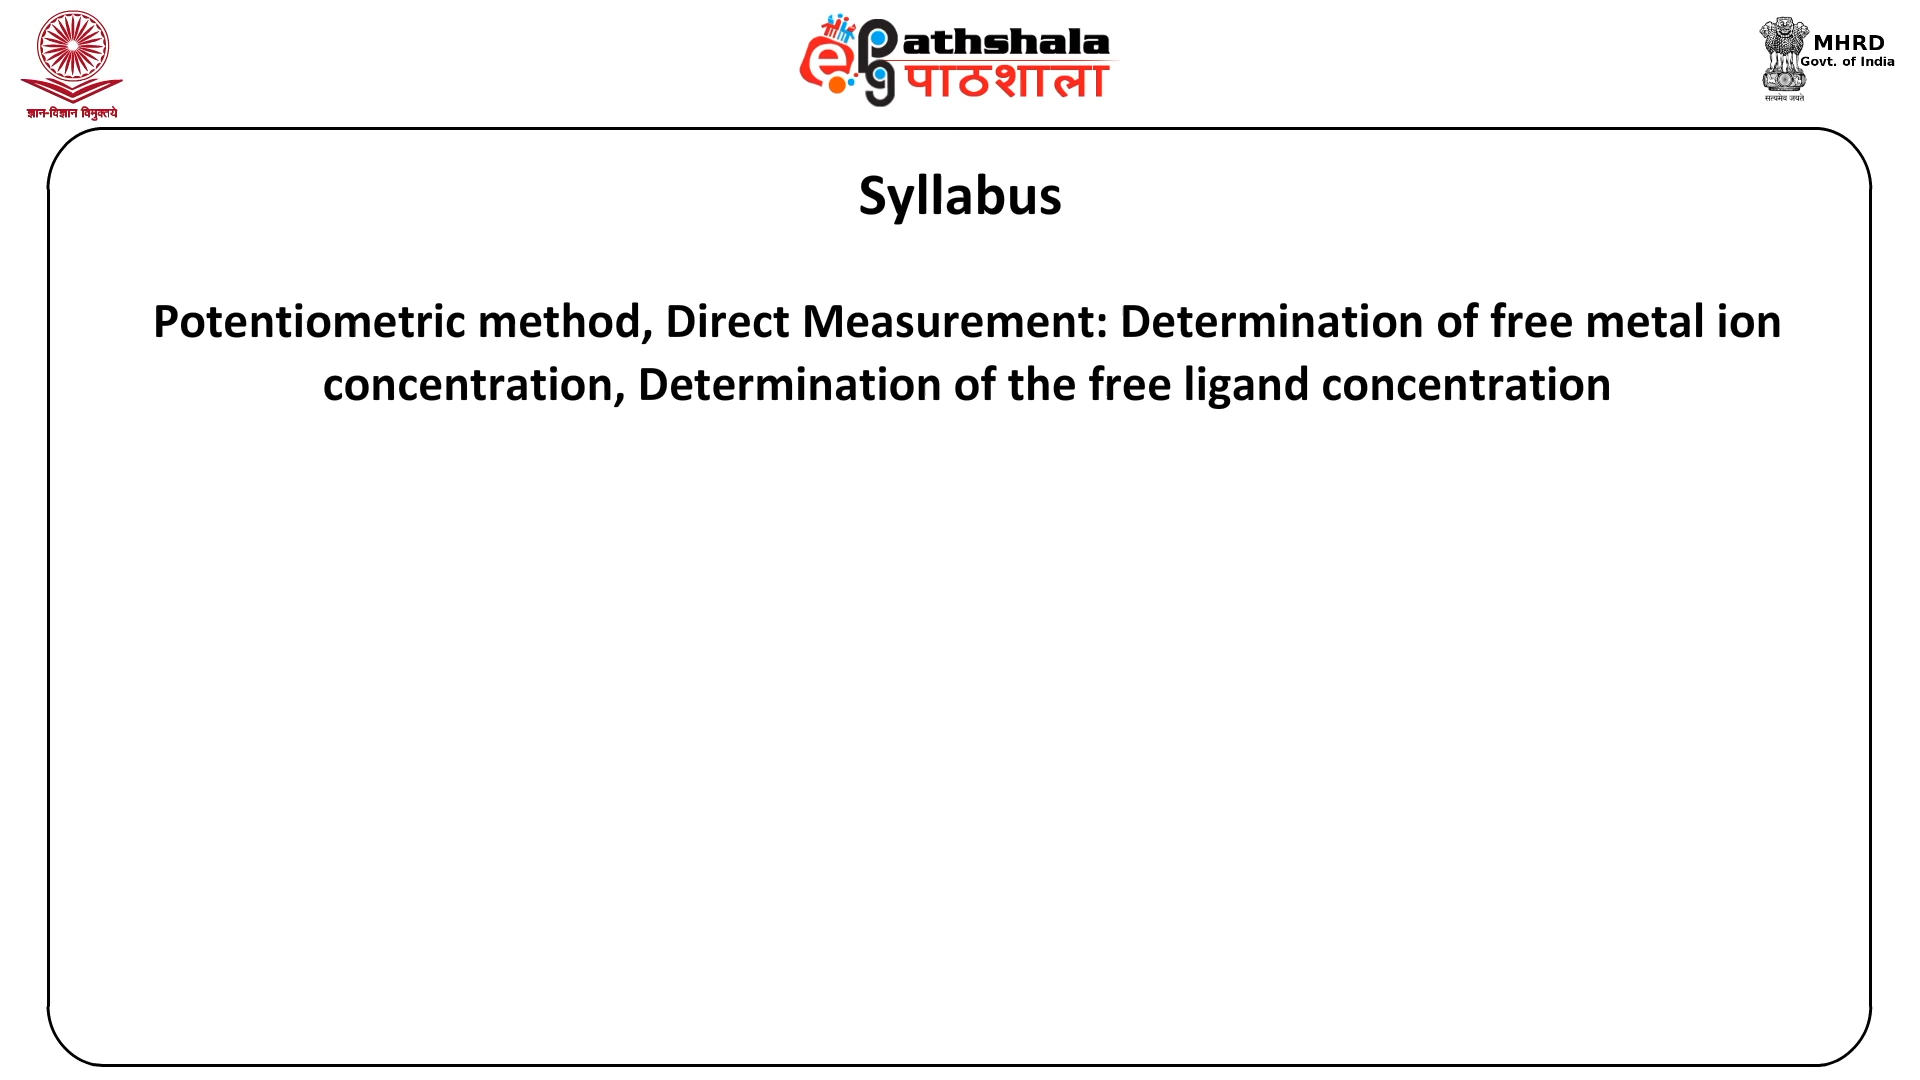 ज्ञान-विज्ञान विमुक्तये
e
pg
athshala
पाठशाला
MHRD
Govt. of India
सत्यमेव जयते
Syllabus
Potentiometric method, Direct Measurement: Determination of free metal ion
concentration, Determination of the free ligand concentration